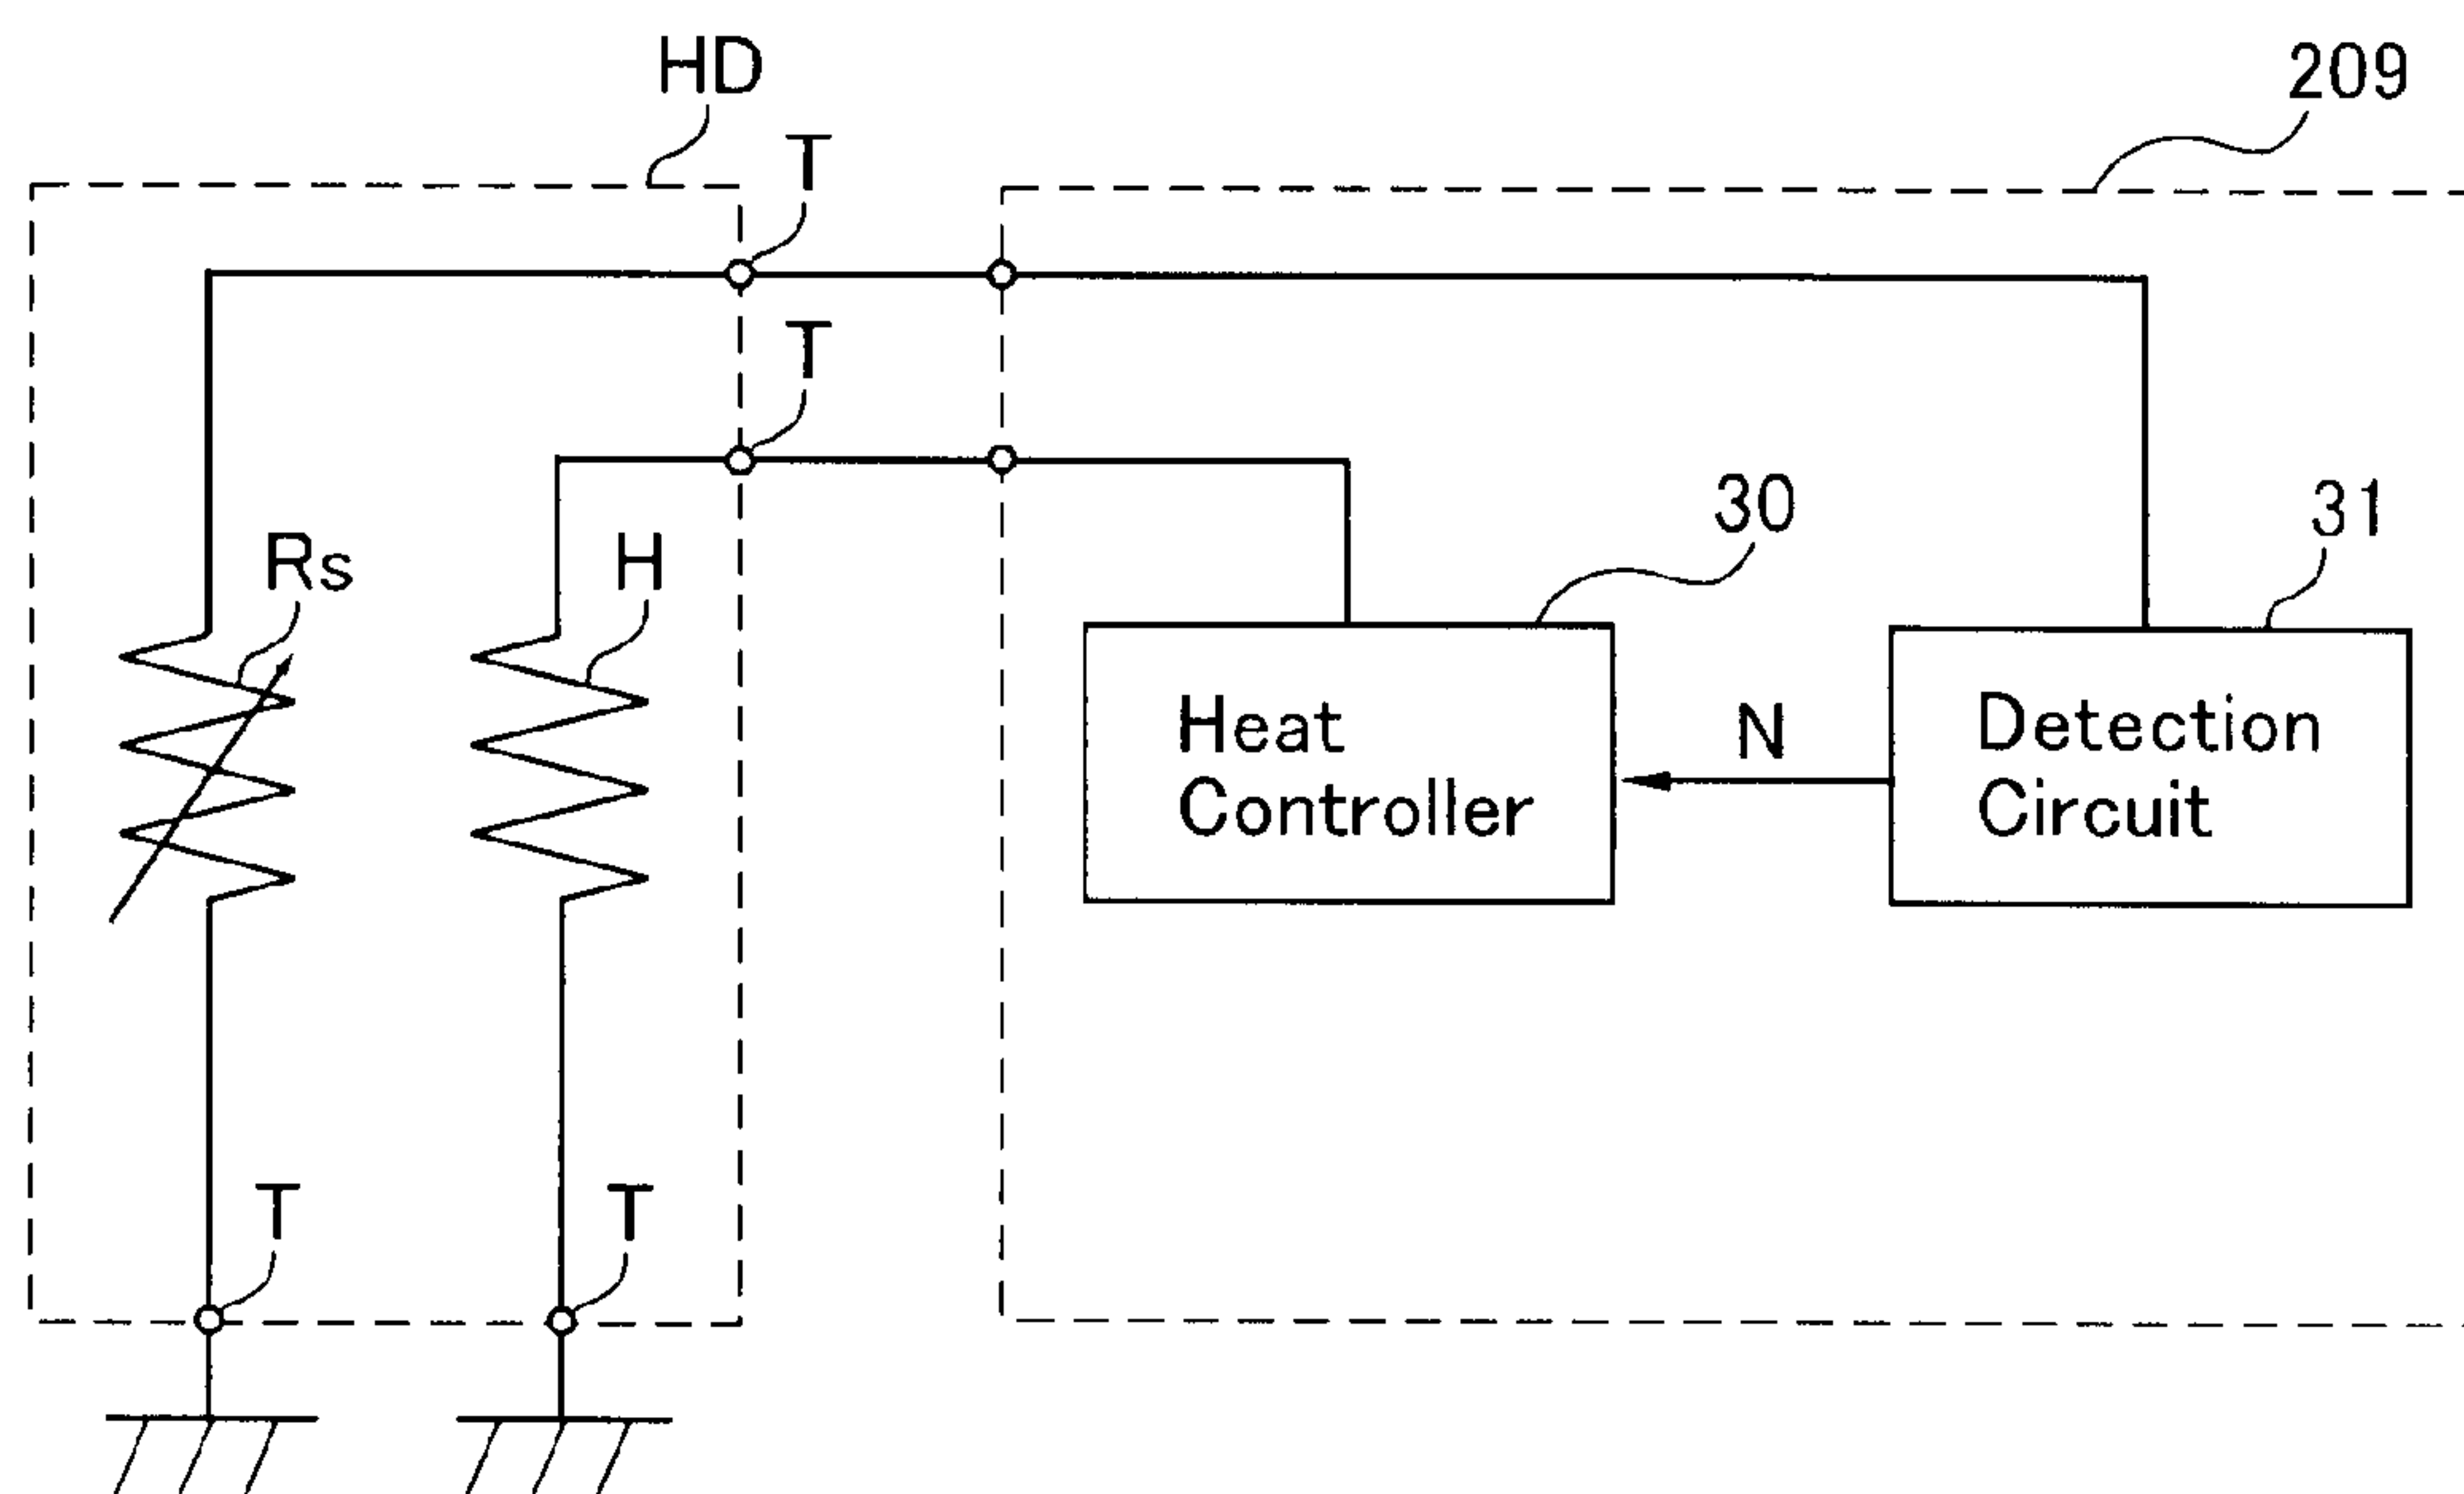 HD
209
T
T
30
31
Rs
H
Heat
Controller
N
Detection
Circuit
T
T